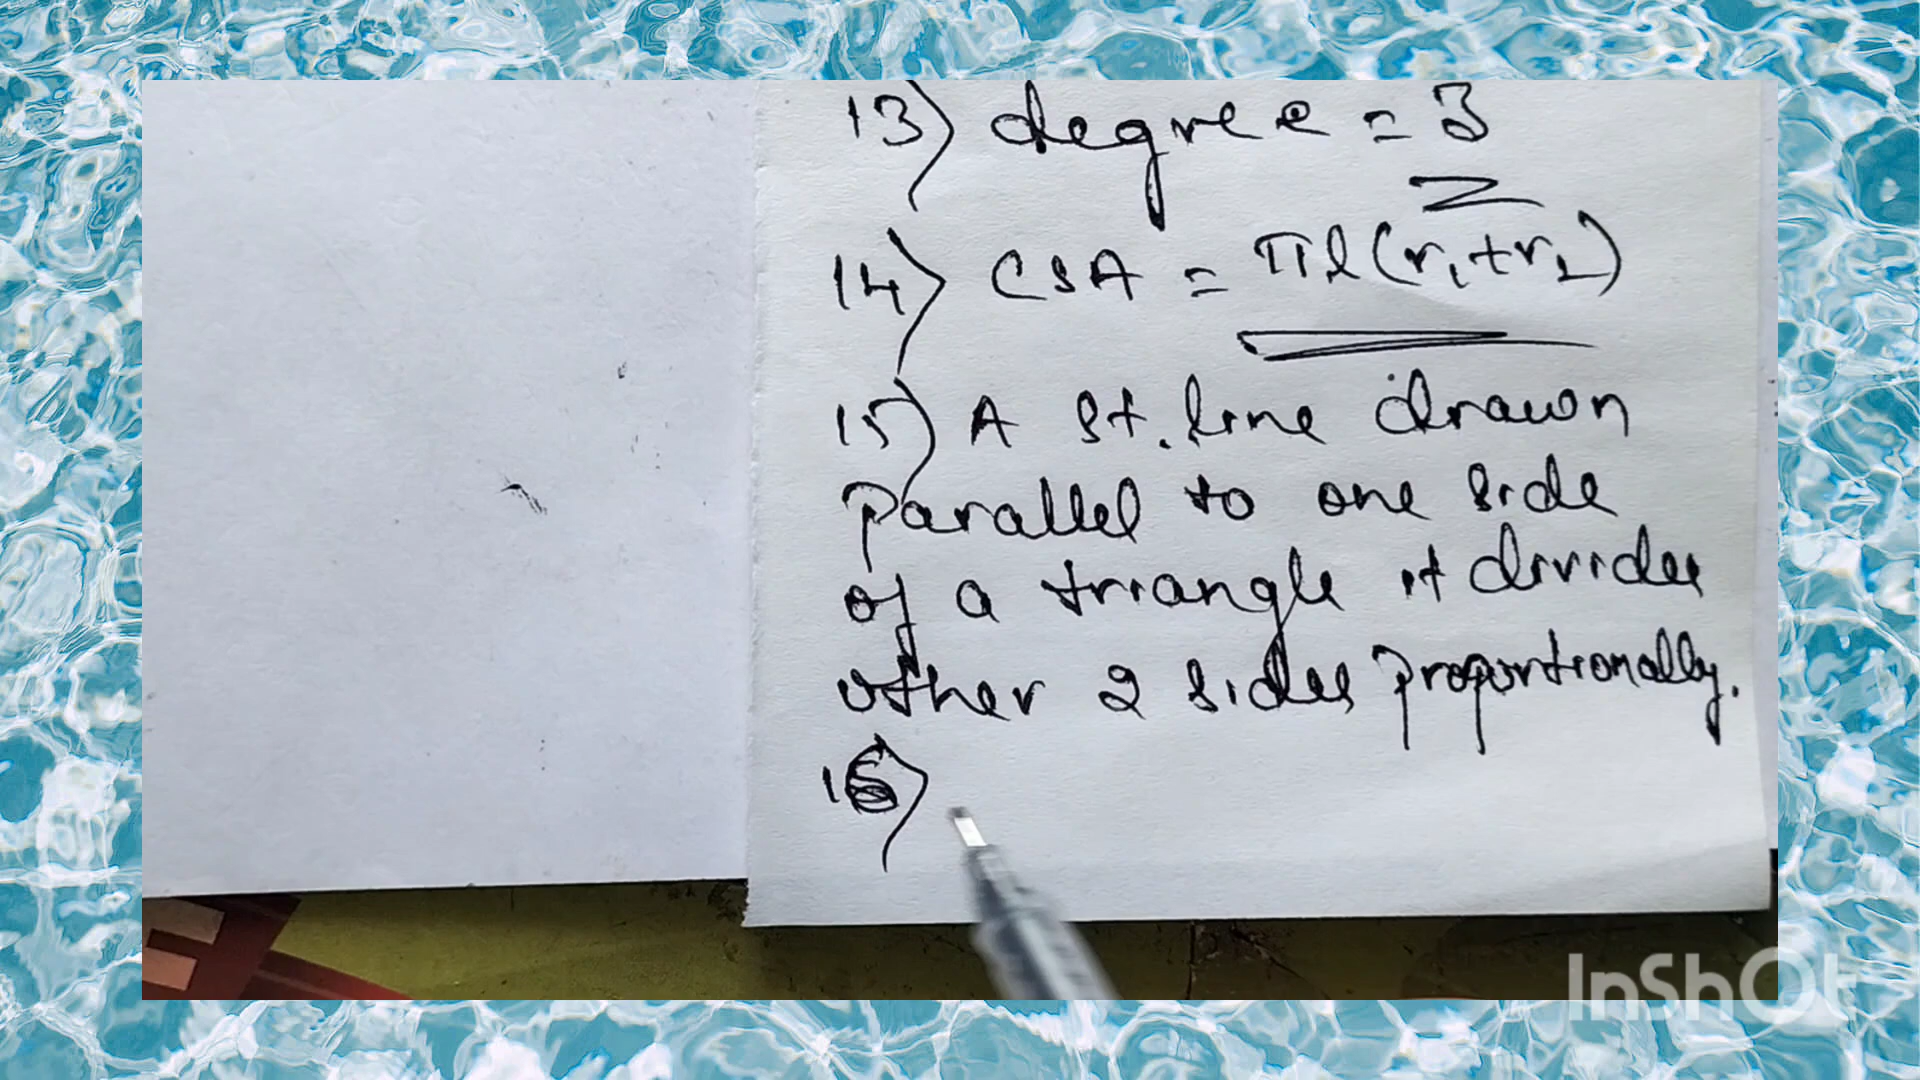 13) degree = 3
14) CSA = πl(r₁+r₂)
15) A st. line drawn
parallel to one side
of a triangle it divides
other 2 sides proportionally.
16)
InShOt